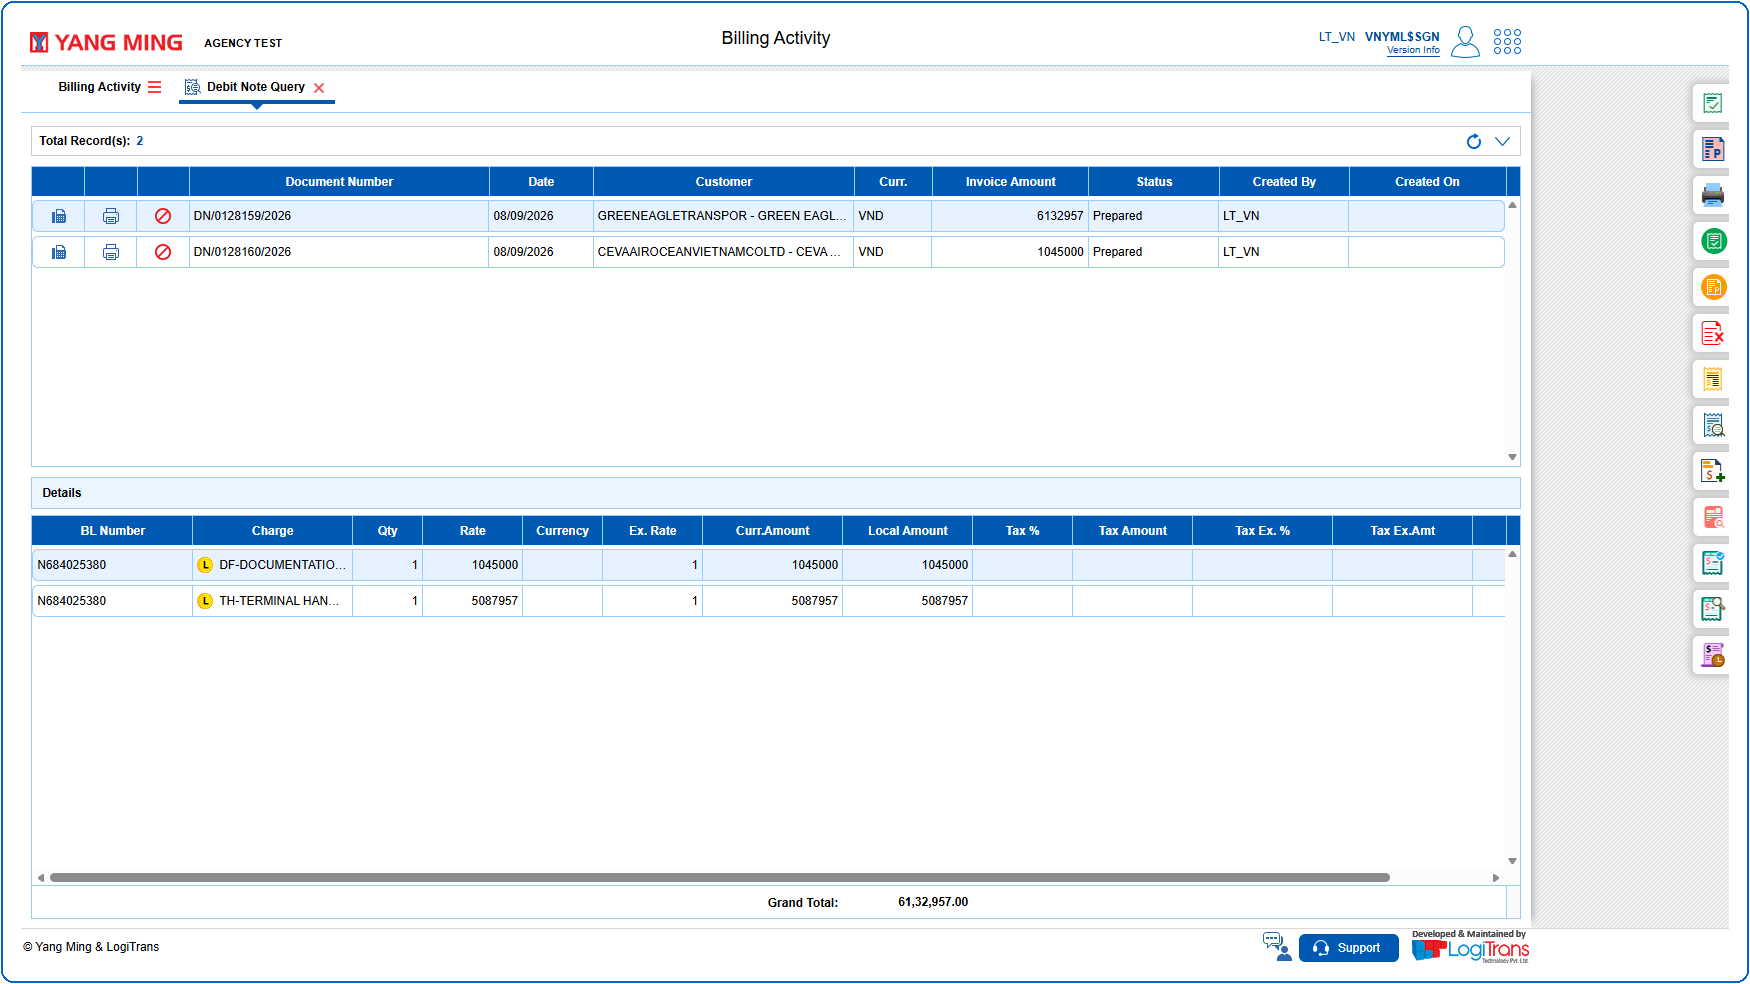 YANG MING AGENCY TEST
Billing Activity
LT_VN VNYML$SGN
Version Info
Billing Activity Debit Note Query
Total Record(s): 2
Document Number Date Customer Curr. Invoice Amount Status Created By Created On
DN/0128159/2026 08/09/2026 GREENEAGLETRANSPOR - GREEN EAGL... VND 6132957 Prepared LT_VN
DN/0128160/2026 08/09/2026 CEVAAIROCEANVIETNAMCOLTD - CEVA ... VND 1045000 Prepared LT_VN
Details
BL Number Charge Qty Rate Currency Ex. Rate Curr.Amount Local Amount Tax % Tax Amount Tax Ex. % Tax Ex.Amt
N684025380 L DF-DOCUMENTATIO... 1 1045000 1 1045000 1045000
N684025380 L TH-TERMINAL HAN... 1 5087957 1 5087957 5087957
Grand Total: 61,32,957.00
© Yang Ming & LogiTrans
Support
Developed & Maintained by
LogiTrans
Technology Pvt. Ltd.